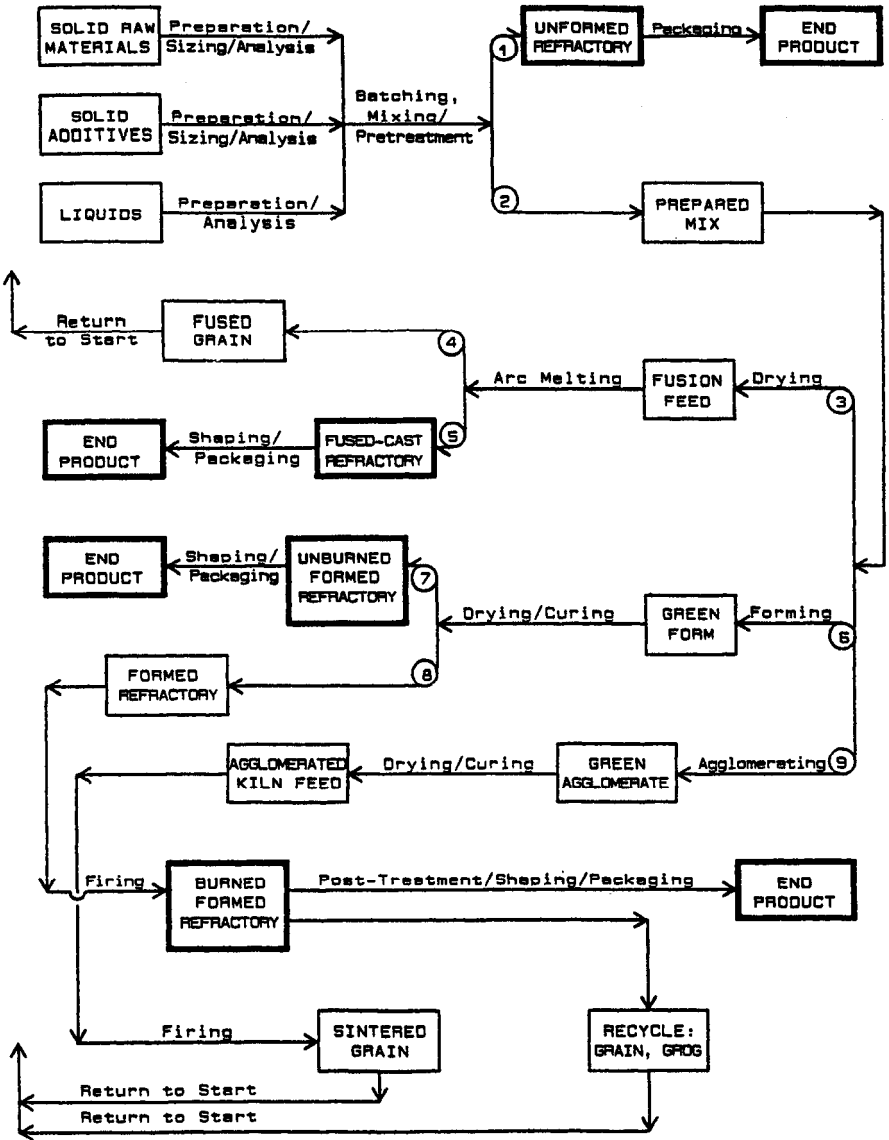 SOLID RAW
MATERIALS
Preparation/
Sizing/Analysis
SOLID
ADDITIVES
Preparation/
Sizing/Analysis
LIQUIDS
Preparation/
Analysis
Batching,
Mixing/
Pretreatment
1
UNFORMED
REFRACTORY
Packaging
END
PRODUCT
2
PREPARED
MIX
Return
to Start
FUSED
GRAIN
4
Arc Melting
FUSION
FEED
Drying
3
END
PRODUCT
Shaping/
Packaging
FUSED-CAST
REFRACTORY
5
END
PRODUCT
Shaping/
Packaging
UNBURNED
FORMED
REFRACTORY
7
Drying/Curing
GREEN
FORM
Forming
6
FORMED
REFRACTORY
8
AGGLOMERATED
KILN FEED
Drying/Curing
GREEN
AGGLOMERATE
Agglomerating
9
Firing
BURNED
FORMED
REFRACTORY
Post-Treatment/Shaping/Packaging
END
PRODUCT
Firing
SINTERED
GRAIN
RECYCLE:
GRAIN, GROG
Return to Start
Return to Start